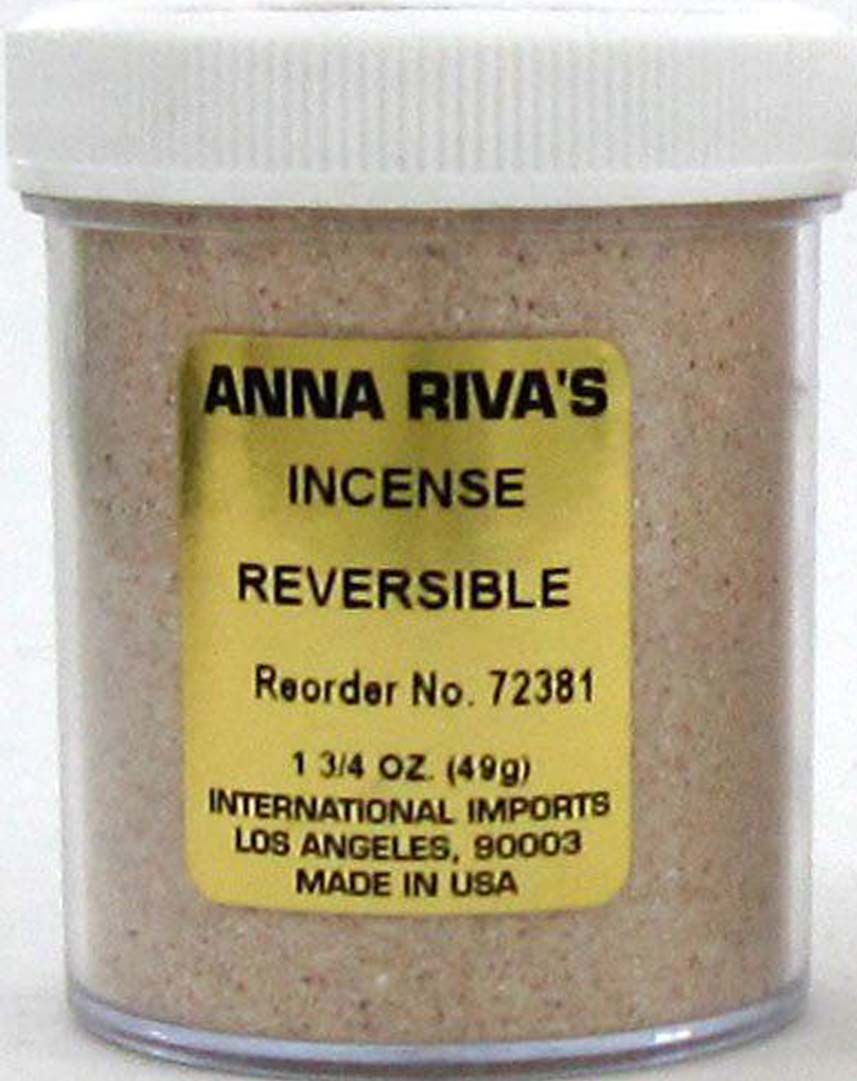 ANNA RIVA'S
INCENSE
REVERSIBLE
Reorder No. 72381
1 3/4 OZ. (49g)
INTERNATIONAL IMPORTS
LOS ANGELES, 90003
MADE IN USA